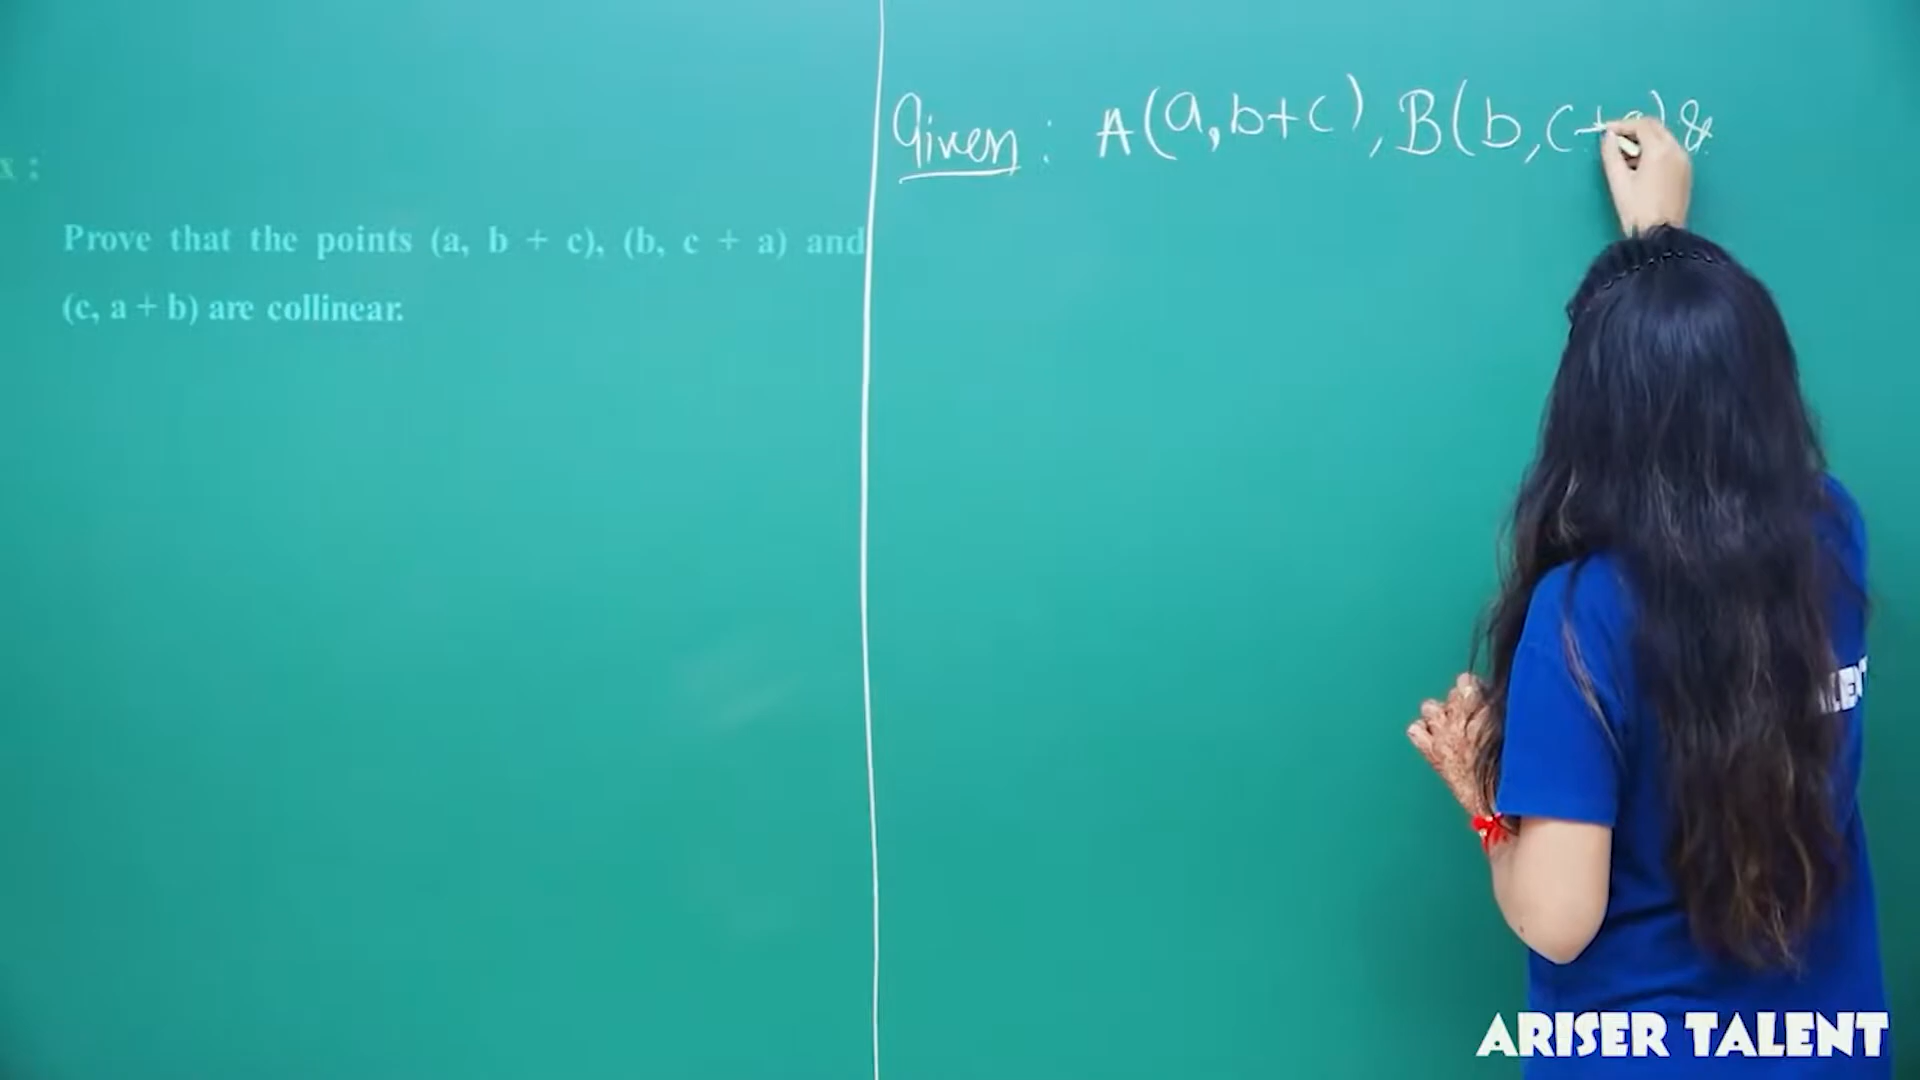 x :
Prove that the points (a, b + c), (b, c + a) and
(c, a + b) are collinear.
Given : A(a, b+c), B(b, c+a) &
ARISER TALENT